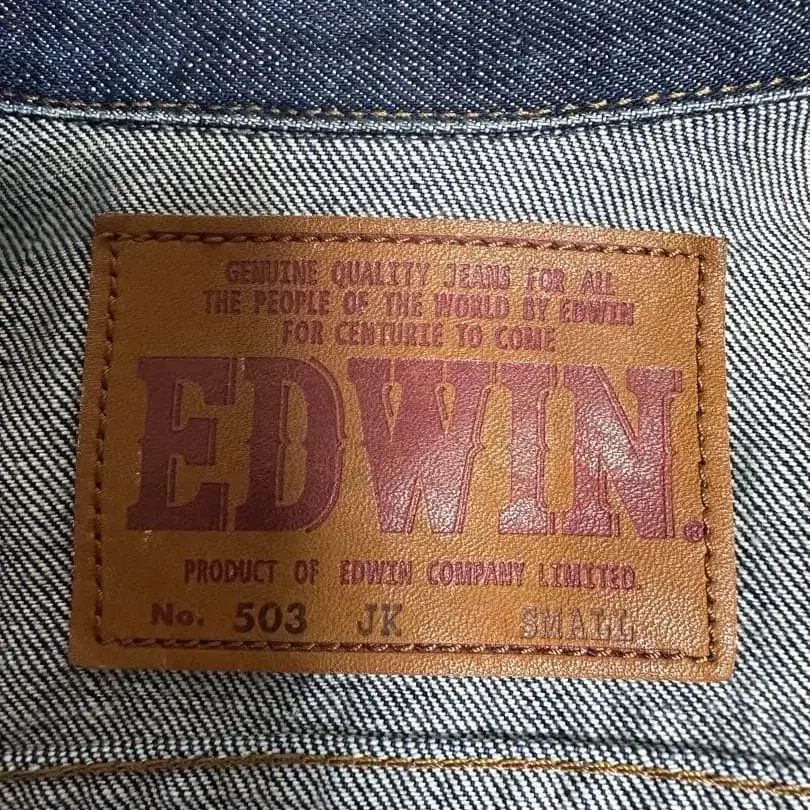 GENUINE QUALITY JEANS FOR ALL
THE PEOPLE OF THE WORLD BY EDWIN
FOR CENTURIE TO COME
EDWIN®
PRODUCT OF EDWIN COMPANY LIMITED.
No. 503 JK SMALL